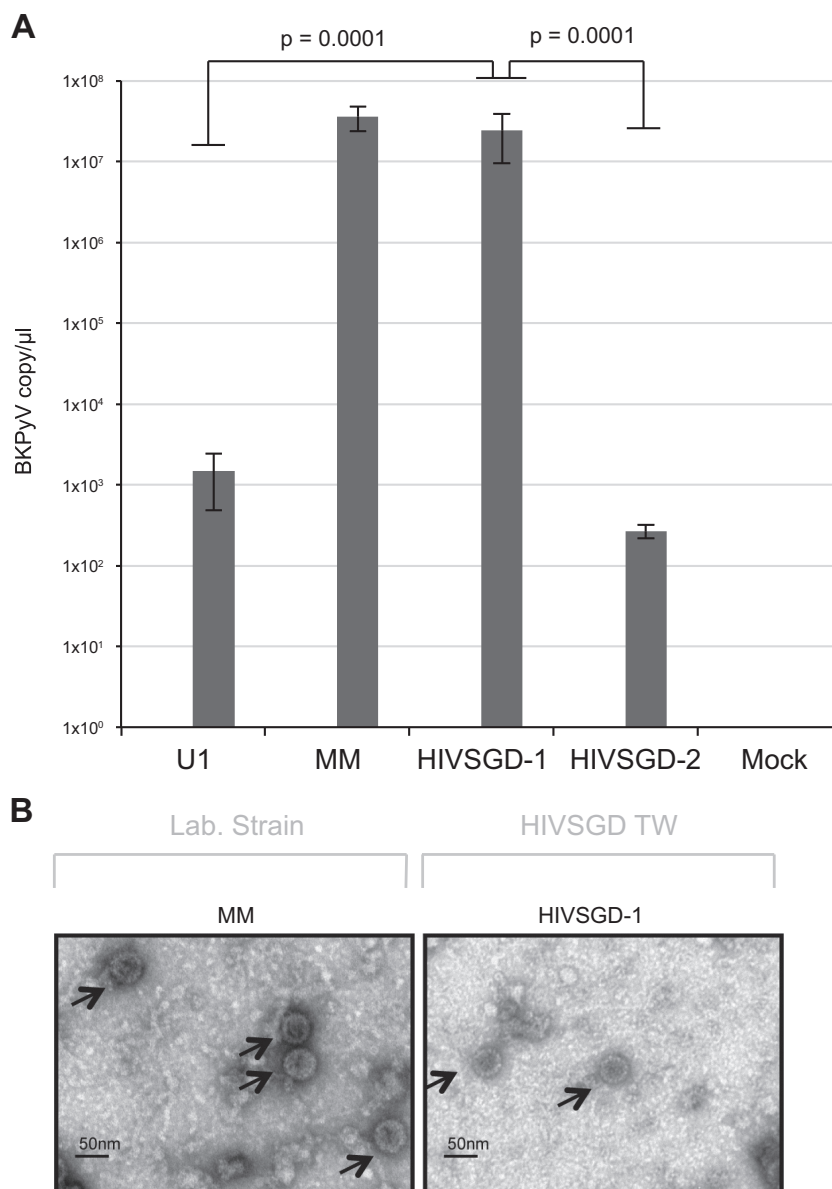 A
p = 0.0001
p = 0.0001
1x10⁸
1x10⁷
1x10⁶
1x10⁵
1x10⁴
1x10³
1x10²
1x10¹
1x10⁰
BKPyV copy/µl
U1 MM HIVSGD-1 HIVSGD-2 Mock
B
Lab. Strain HIVSGD TW
MM HIVSGD-1
50nm 50nm